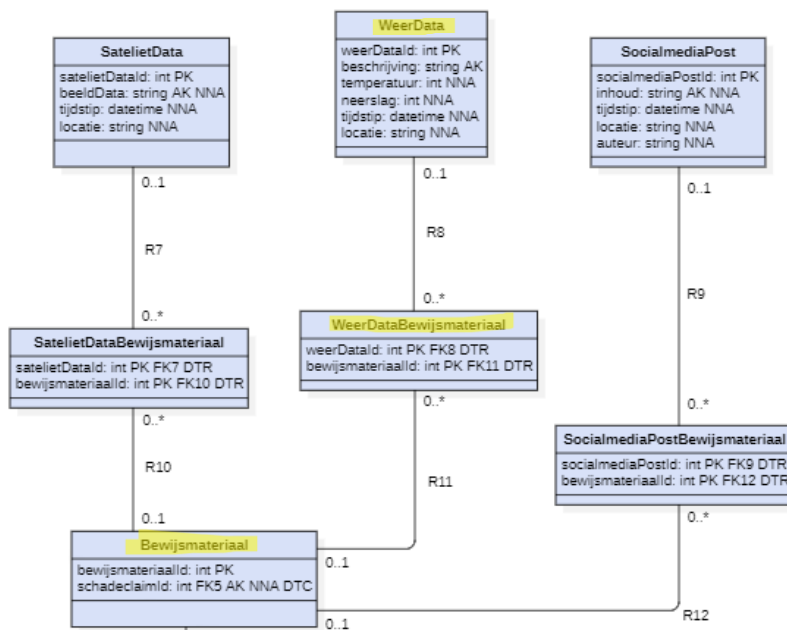 SatelietData
satelietDataId: int PK
beeldData: string AK NNA
tijdstip: datetime NNA
locatie: string NNA
WeerData
weerDataId: int PK
beschrijving: string AK
temperatuur: int NNA
neerslag: int NNA
tijdstip: datetime NNA
locatie: string NNA
SocialmediaPost
socialmediaPostId: int PK
inhoud: string AK NNA
tijdstip: datetime NNA
locatie: string NNA
auteur: string NNA
0..1
R7
0..*
0..1
R8
0..*
0..1
R9
0..*
SatelietDataBewijsmateriaal
satelietDataId: int PK FK7 DTR
bewijsmateriaalId: int PK FK10 DTR
WeerDataBewijsmateriaal
weerDataId: int PK FK8 DTR
bewijsmateriaalId: int PK FK11 DTR
SocialmediaPostBewijsmateriaal
socialmediaPostId: int PK FK9 DTR
bewijsmateriaalId: int PK FK12 DTR
0..*
R10
0..1
0..*
R11
0..1
0..*
R12
0..1
Bewijsmateriaal
bewijsmateriaalId: int PK
schadeclaimId: int FK5 AK NNA DTC